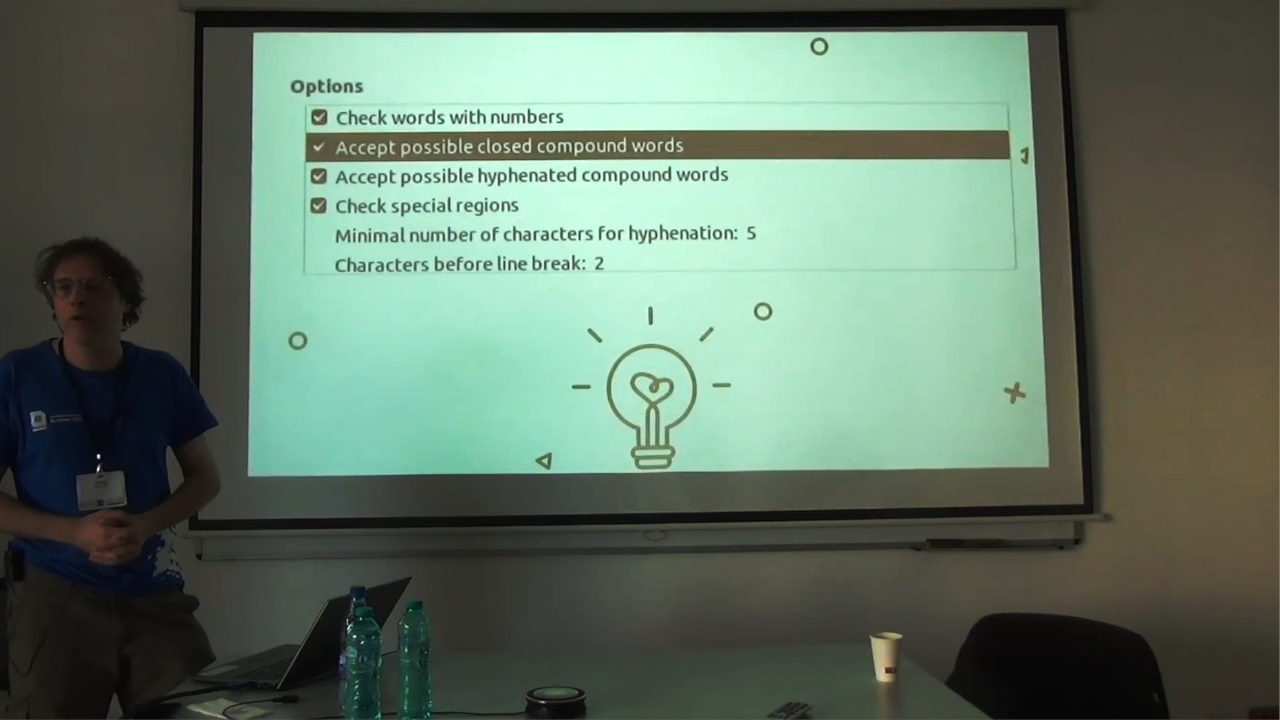 Options
Check words with numbers
Accept possible closed compound words
Accept possible hyphenated compound words
Check special regions
Minimal number of characters for hyphenation: 5
Characters before line break: 2